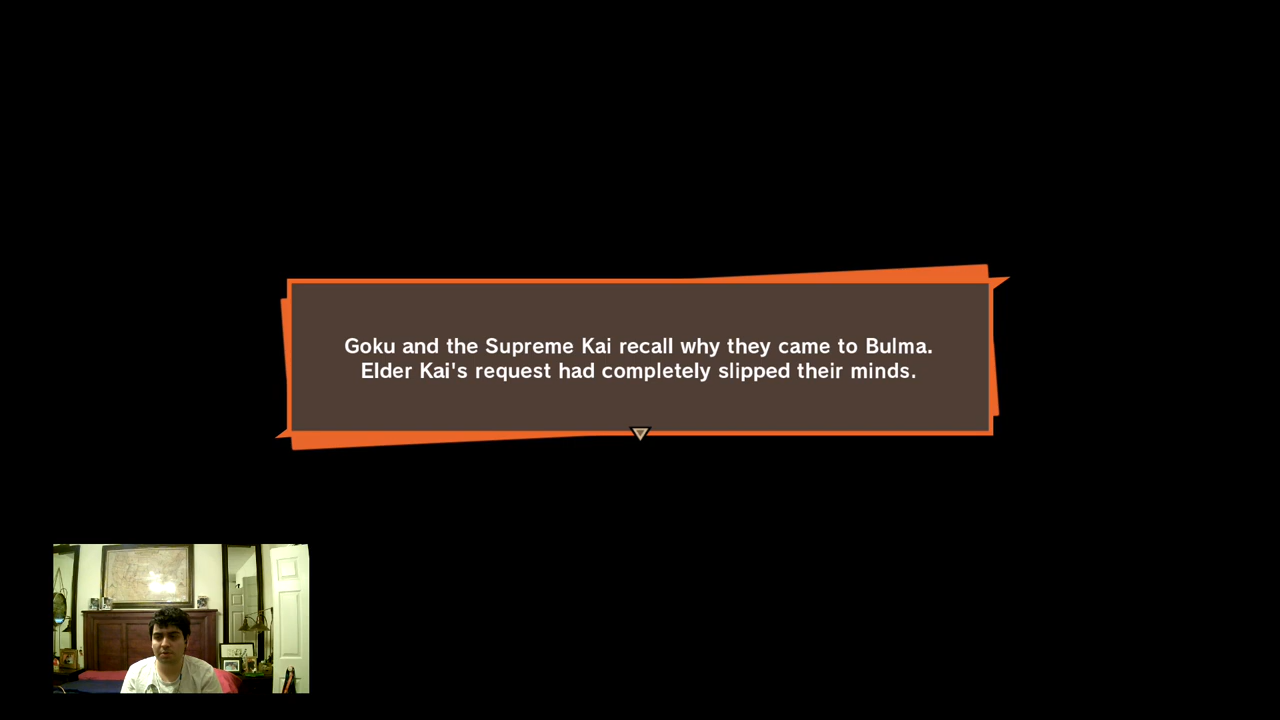 Goku and the Supreme Kai recall why they came to Bulma.
Elder Kai's request had completely slipped their minds.